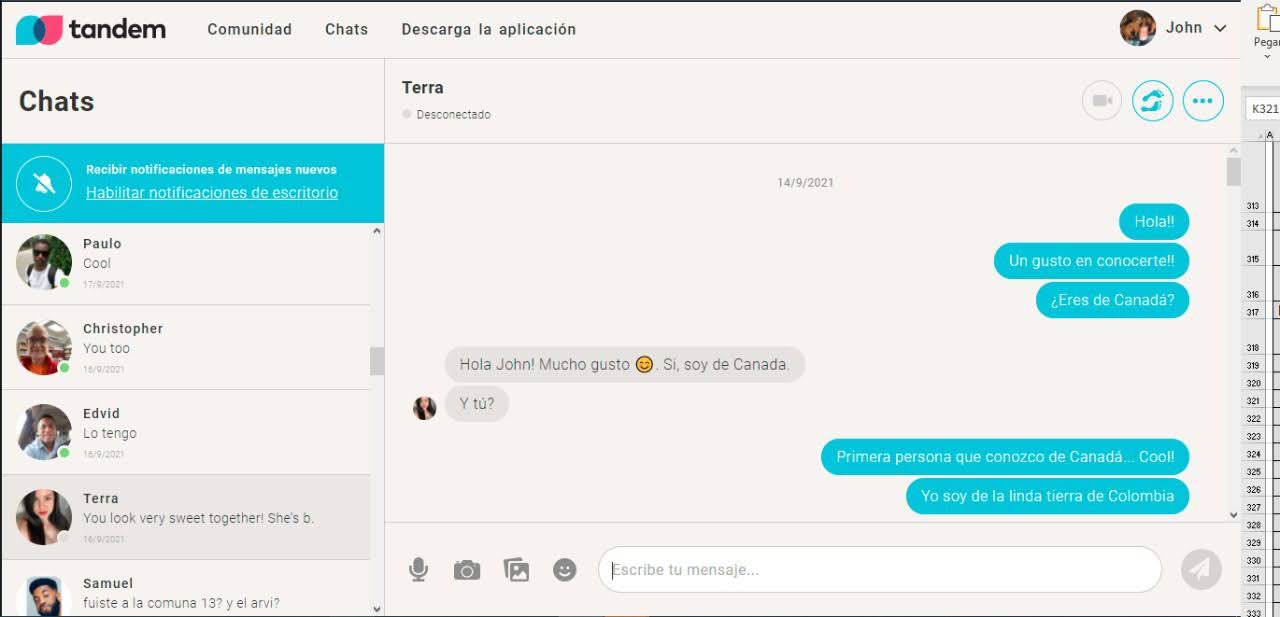 tandem
Comunidad
Chats
Descarga la aplicación
John
Chats
Recibir notificaciones de mensajes nuevos
Habilitar notificaciones de escritorio
Paulo
Cool
17/9/2021
Christopher
You too
16/9/2021
Edvid
Lo tengo
16/9/2021
Terra
You look very sweet together! She's b.
16/9/2021
Samuel
fuiste a la comuna 13? y el arvi?
Terra
Desconectado
14/9/2021
Hola!!
Un gusto en conocerte!!
¿Eres de Canadá?
Hola John! Mucho gusto 😊. Si, soy de Canada.
Y tú?
Primera persona que conozco de Canadá... Cool!
Yo soy de la linda tierra de Colombia
Escribe tu mensaje...
Pegar
K321
A
313
314
315
316
317
318
319
320
321
322
323
324
325
326
327
328
329
330
331
332
333